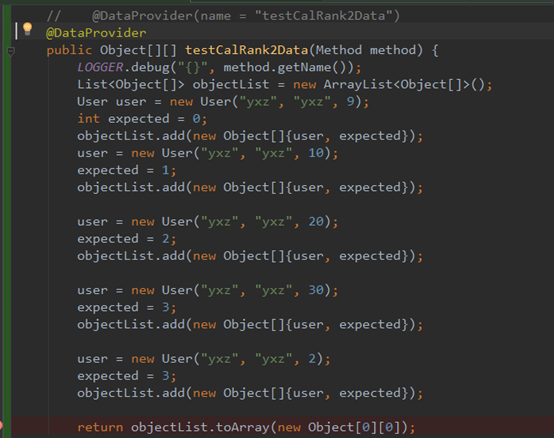 //    @DataProvider(name = "testCalRank2Data")
@DataProvider
public Object[][] testCalRank2Data(Method method) {
    LOGGER.debug("{}", method.getName());
    List<Object[]> objectList = new ArrayList<Object[]>();
    User user = new User("yxz", "yxz", 9);
    int expected = 0;
    objectList.add(new Object[]{user, expected});
    user = new User("yxz", "yxz", 10);
    expected = 1;
    objectList.add(new Object[]{user, expected});
    user = new User("yxz", "yxz", 20);
    expected = 2;
    objectList.add(new Object[]{user, expected});
    user = new User("yxz", "yxz", 30);
    expected = 3;
    objectList.add(new Object[]{user, expected});
    user = new User("yxz", "yxz", 2);
    expected = 3;
    objectList.add(new Object[]{user, expected});
    return objectList.toArray(new Object[0][0]);